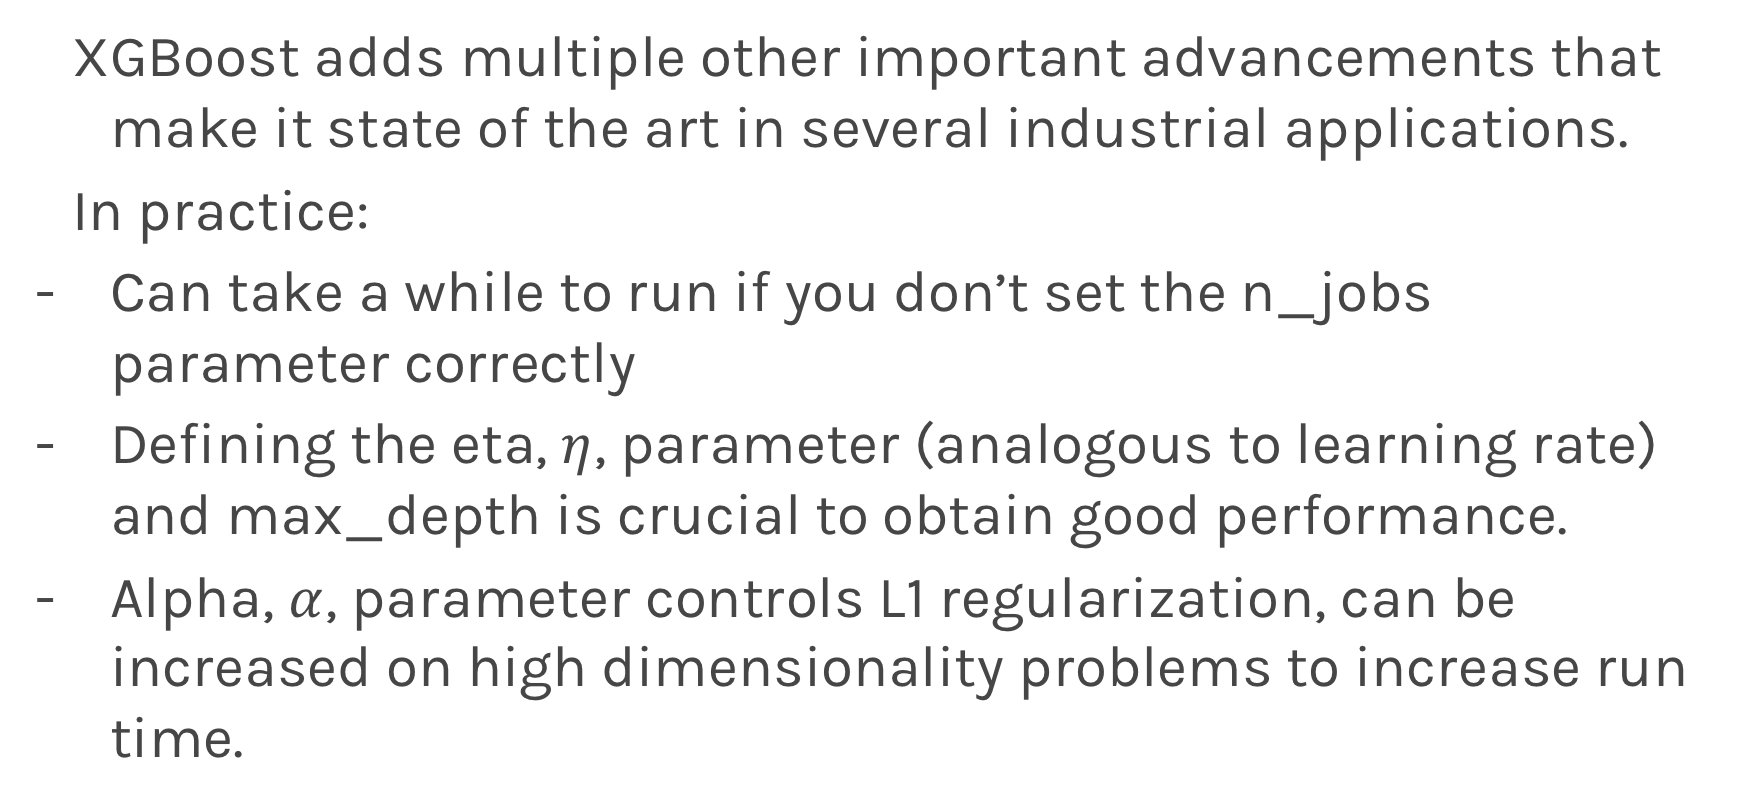 XGBoost adds multiple other important advancements that
make it state of the art in several industrial applications.
In practice:
- Can take a while to run if you don’t set the n_jobs
parameter correctly
- Defining the eta, η, parameter (analogous to learning rate)
and max_depth is crucial to obtain good performance.
- Alpha, α, parameter controls L1 regularization, can be
increased on high dimensionality problems to increase run
time.